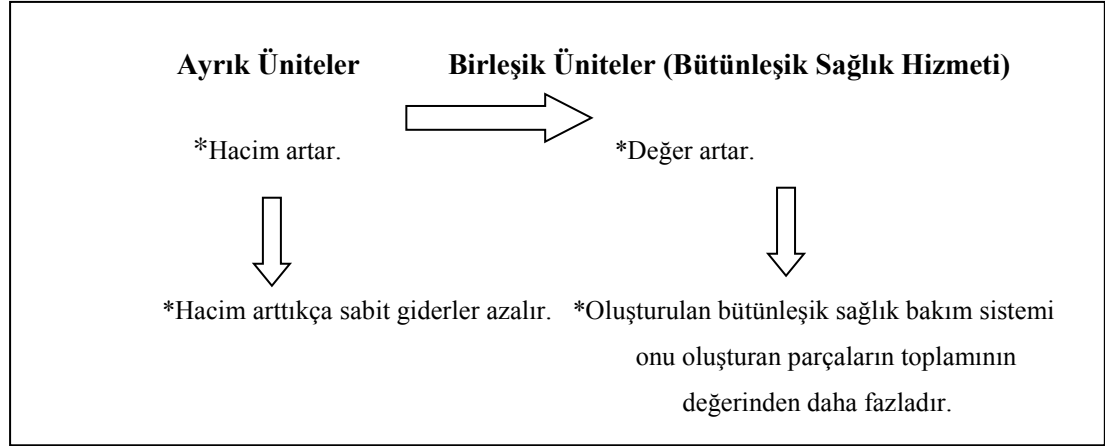 Ayrık Üniteler Birleşik Üniteler (Bütünleşik Sağlık Hizmeti)
*Hacim artar. *Değer artar.
*Hacim arttıkça sabit giderler azalır. *Oluşturulan bütünleşik sağlık bakım sistemi
onu oluşturan parçaların toplamının
değerinden daha fazladır.